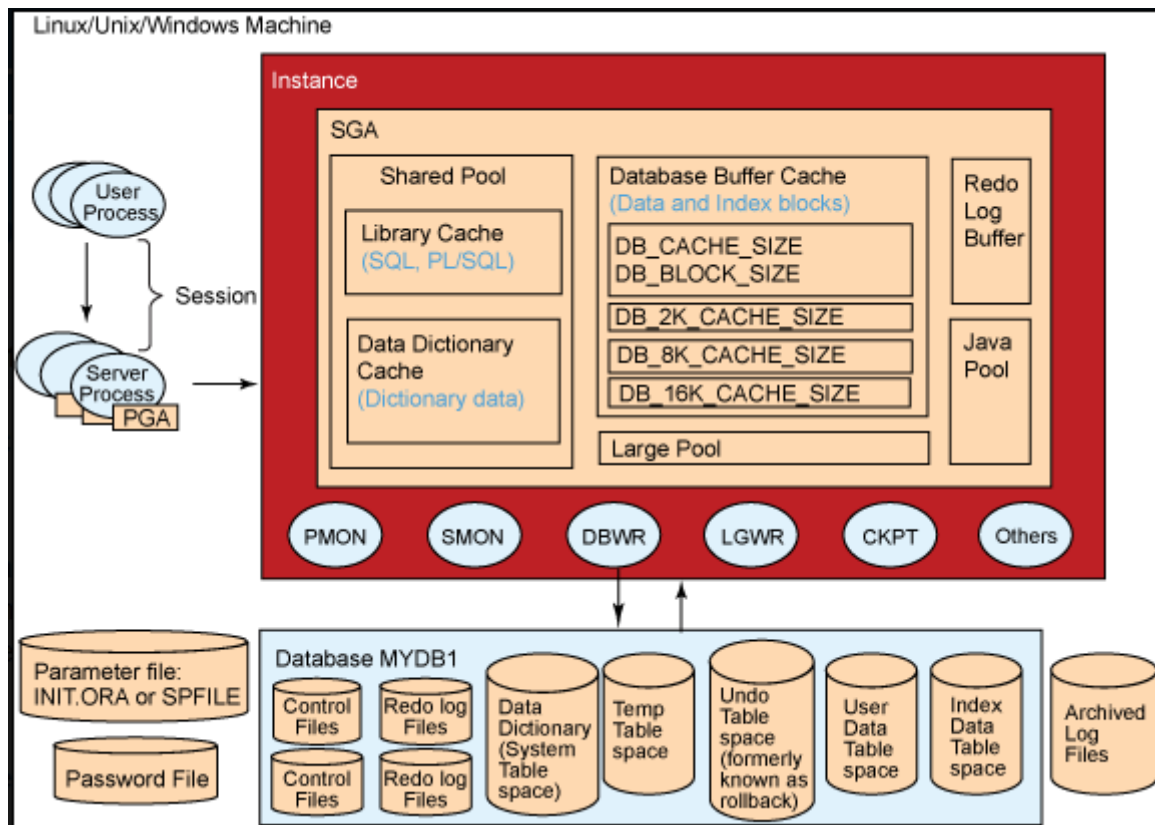 Linux/Unix/Windows Machine
Instance
SGA
Shared Pool
Library Cache
(SQL, PL/SQL)
Data Dictionary
Cache
(Dictionary data)
Database Buffer Cache
(Data and Index blocks)
DB_CACHE_SIZE
DB_BLOCK_SIZE
DB_2K_CACHE_SIZE
DB_8K_CACHE_SIZE
DB_16K_CACHE_SIZE
Large Pool
Redo
Log
Buffer
Java
Pool
User
Process
Session
Server
Process
PGA
PMON
SMON
DBWR
LGWR
CKPT
Others
Parameter file:
INIT.ORA or SPFILE
Password File
Database MYDB1
Control
Files
Redo log
Files
Control
Files
Redo log
Files
Data
Dictionary
(System
Table
space)
Temp
Table
space
Undo
Table
space
(formerly
known as
rollback)
User
Data
Table
space
Index
Data
Table
space
Archived
Log
Files